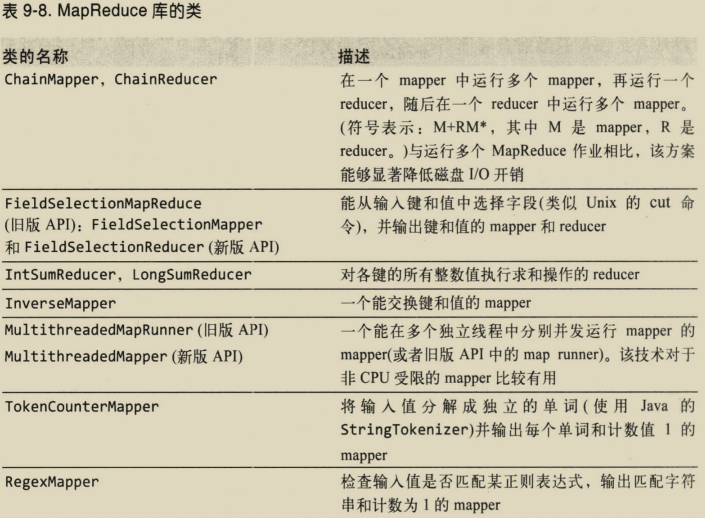 表 9-8. MapReduce 库的类
类的名称 描述
ChainMapper, ChainReducer 在一个 mapper 中运行多个 mapper，再运行一个
reducer，随后在一个 reducer 中运行多个 mapper。
(符号表示：M+RM*，其中 M 是 mapper，R 是
reducer。)与运行多个 MapReduce 作业相比，该方案
能够显著降低磁盘 I/O 开销
FieldSelectionMapReduce 能从输入键和值中选择字段(类似 Unix 的 cut 命
(旧版 API)：FieldSelectionMapper 令)，并输出键和值的 mapper 和 reducer
和 FieldSelectionReducer (新版 API)
IntSumReducer, LongSumReducer 对各键的所有整数值执行求和操作的 reducer
InverseMapper 一个能交换键和值的 mapper
MultithreadedMapRunner (旧版 API) 一个能在多个独立线程中分别并发运行 mapper 的
MultithreadedMapper (新版 API) mapper(或者旧版 API 中的 map runner)。该技术对于
非 CPU 受限的 mapper 比较有用
TokenCounterMapper 将输入值分解成独立的单词(使用 Java 的
StringTokenizer)并输出每个单词和计数值 1 的
mapper
RegexMapper 检查输入值是否匹配某正则表达式，输出匹配字符
串和计数为 1 的 mapper